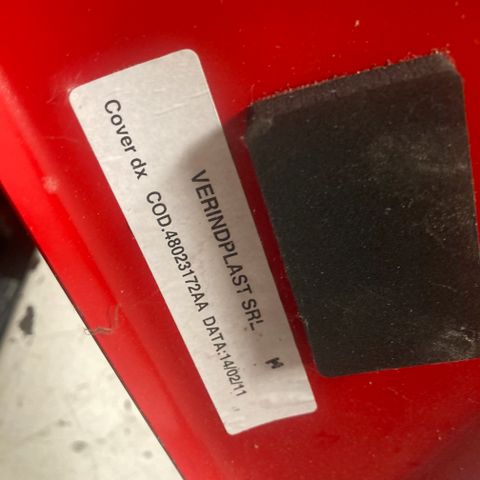 VERINDPLAST SRL
Cover dx COD.48023172AA DATA:14/02/11